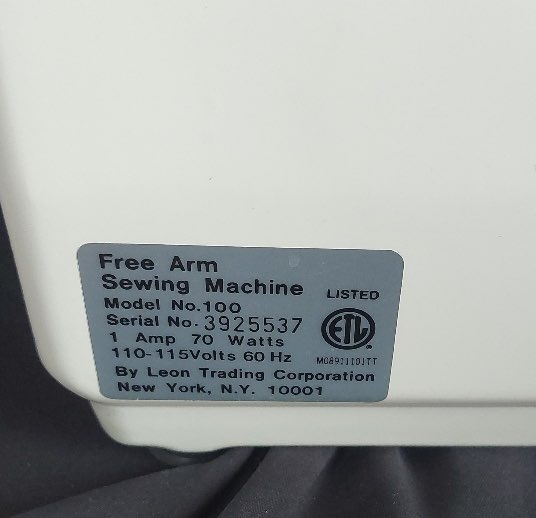 Free Arm
Sewing Machine
Model No.100
Serial No. 3925537
1 Amp 70 Watts
110-115Volts 60 Hz
By Leon Trading Corporation
New York, N.Y. 10001
LISTED
ETL